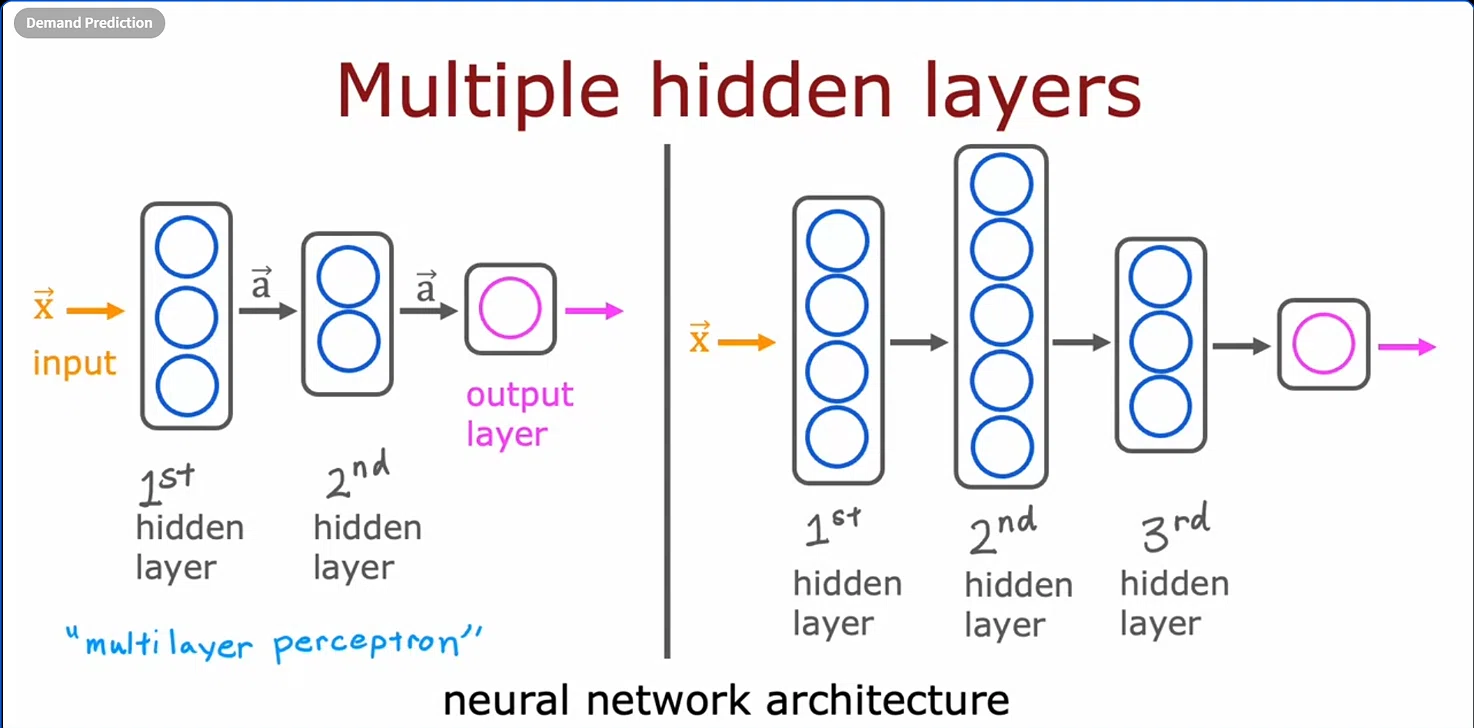 Demand Prediction
Multiple hidden layers
x⃗
input
a⃗
a⃗
output
layer
1st
hidden
layer
2nd
hidden
layer
"multilayer perceptron"
x⃗
1st
hidden
layer
2nd
hidden
layer
3rd
hidden
layer
neural network architecture